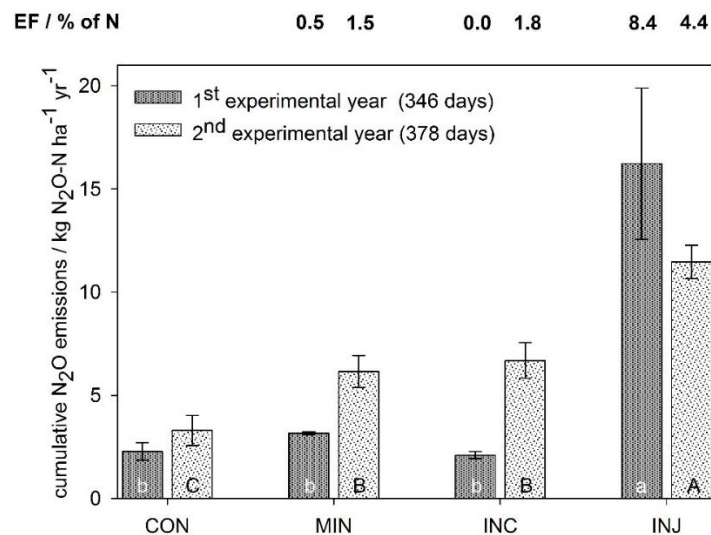 EF / % of N 0.5 1.5 0.0 1.8 8.4 4.4
20
15
10
5
0
cumulative N₂O emissions / kg N₂O-N ha⁻¹ yr⁻¹
1ˢᵗ experimental year (346 days)
2ⁿᵈ experimental year (378 days)
b C b B b B a A
CON MIN INC INJ